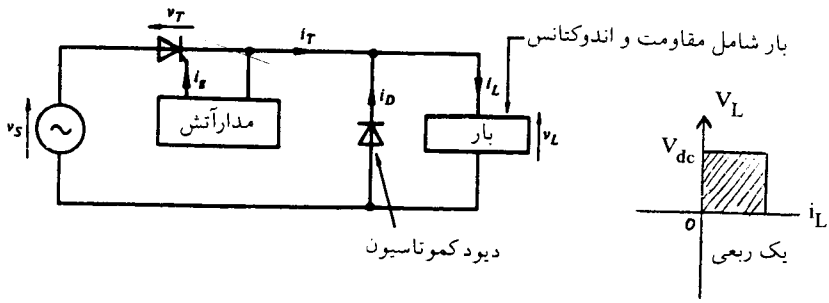 v_T
i_T
بار شامل مقاومت و اندوکتانس
i_g
i_D
i_L
v_S
مدارآتش
بار
v_L
دیود کموتاسیون
V_L
V_dc
o
i_L
یک ربعی